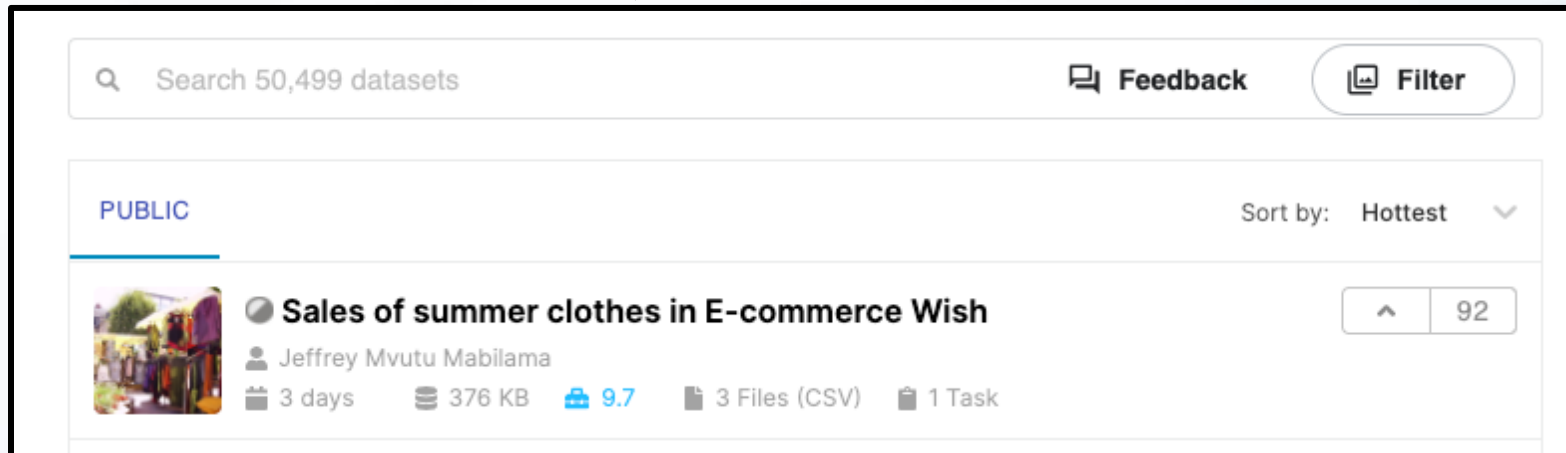 Search 50,499 datasets Feedback Filter
PUBLIC Sort by: Hottest
Sales of summer clothes in E-commerce Wish 92
Jeffrey Mvutu Mabilama
3 days 376 KB 9.7 3 Files (CSV) 1 Task